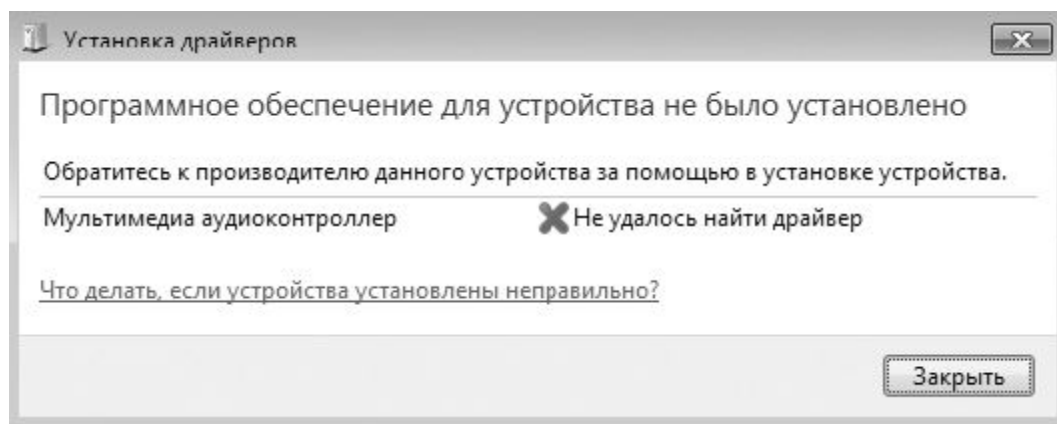 Установка драйверов
Программное обеспечение для устройства не было установлено
Обратитесь к производителю данного устройства за помощью в установке устройства.
Мультимедиа аудиоконтроллер Не удалось найти драйвер
Что делать, если устройства установлены неправильно?
Закрыть